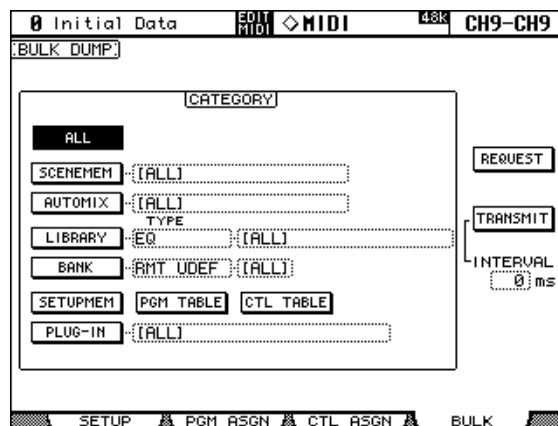 0 Initial Data EDIT MIDI ◇MIDI 48K CH9-CH9
BULK DUMP
CATEGORY
ALL
REQUEST
SCENEMEM [ALL]
AUTOMIX [ALL]
TRANSMIT
TYPE
LIBRARY EQ [ALL]
INTERVAL
BANK RMT UDEF [ALL]
0 ms
SETUPMEM PGM TABLE CTL TABLE
PLUG-IN [ALL]
SETUP PGM ASGN CTL ASGN BULK